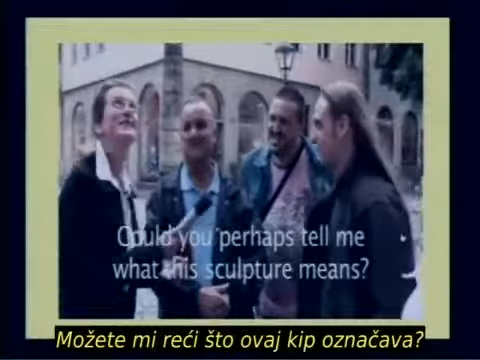 Could you perhaps tell me
what this sculpture means?
Možete mi reći što ovaj kip označava?